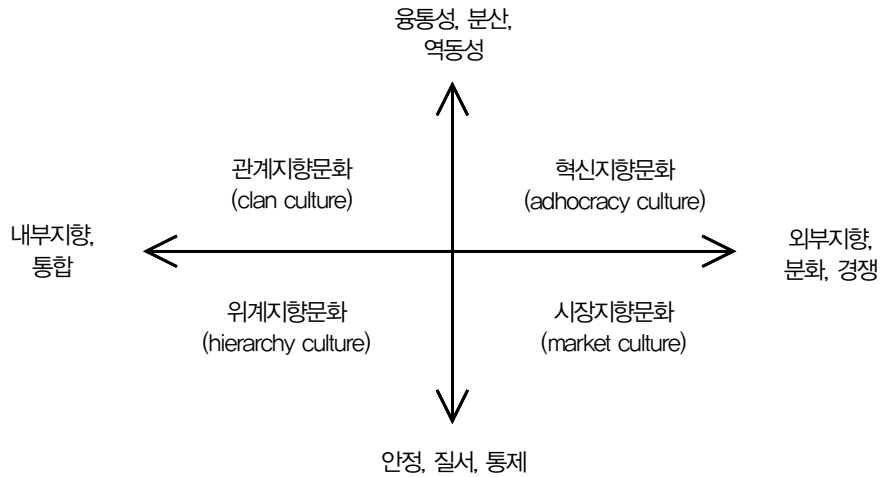 융통성, 분산,
역동성
관계지향문화
(clan culture)
혁신지향문화
(adhocracy culture)
내부지향,
통합
외부지향,
분화, 경쟁
위계지향문화
(hierarchy culture)
시장지향문화
(market culture)
안정, 질서, 통제